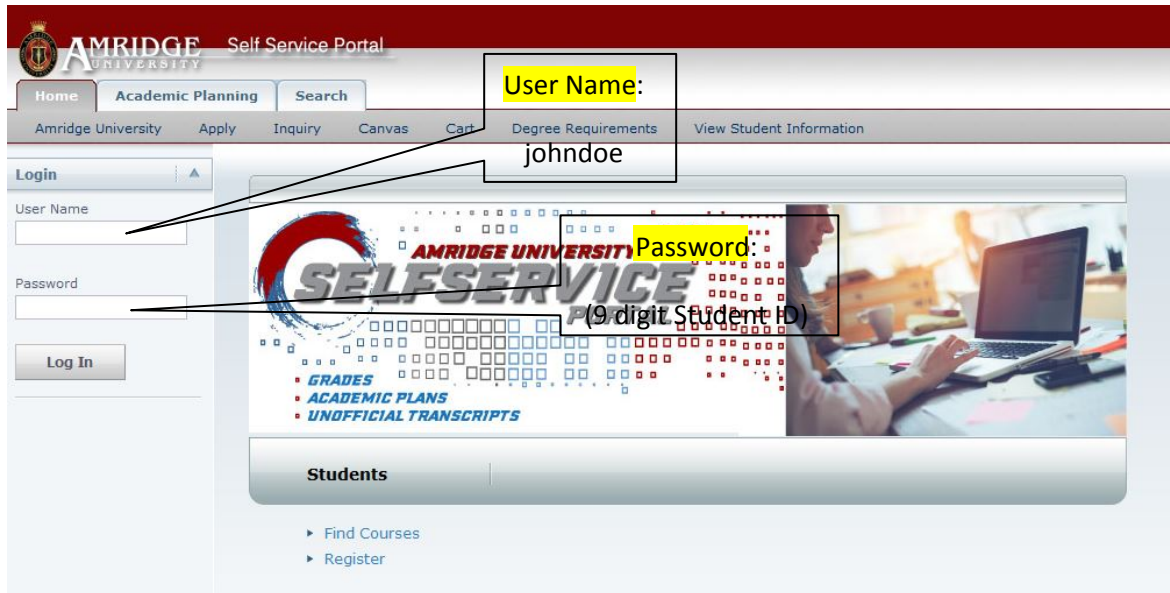 AMRIDGE
UNIVERSITY
Self Service Portal
Home Academic Planning Search
Amridge University Apply Inquiry Canvas Cart Degree Requirements View Student Information
User Name:
johndoe
Login
User Name
Password
Log In
AMRIDGE UNIVERSITY
SELFSERVICE
PORTAL
Password:
(9 digit Student ID)
GRADES
ACADEMIC PLANS
UNOFFICIAL TRANSCRIPTS
Students
Find Courses
Register